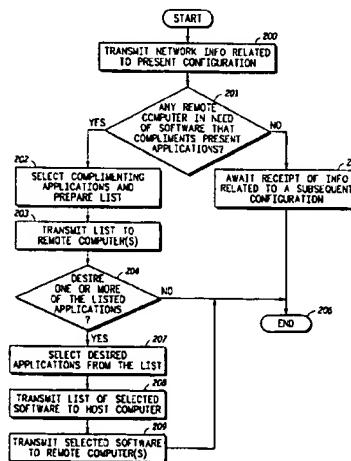 START
200
TRANSMIT NETWORK INFO RELATED
TO PRESENT CONFIGURATION
201
ANY REMOTE
COMPUTER IN NEED
OF SOFTWARE THAT
COMPLIMENTS PRESENT
APPLICATIONS?
YES
NO
202
SELECT COMPLIMENTING
APPLICATIONS AND
PREPARE LIST
AWAIT RECEIPT OF INFO
RELATED TO A SUBSEQUENT
CONFIGURATION
203
TRANSMIT LIST TO
REMOTE COMPUTER(S)
204
DESIRE
ONE OR MORE
OF THE LISTED
APPLICATIONS
?
NO
YES
END
206
207
SELECT DESIRED
APPLICATIONS FROM THE LIST
208
TRANSMIT LIST OF SELECTED
SOFTWARE TO HOST COMPUTER
209
TRANSMIT SELECTED SOFTWARE
TO REMOTE COMPUTER(S)